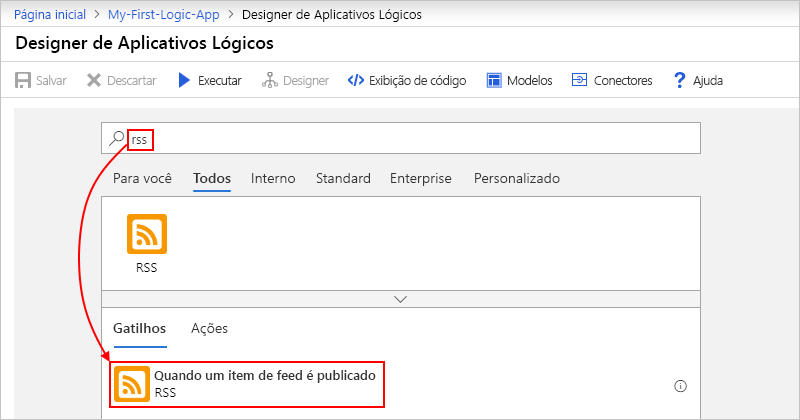 Página inicial > My-First-Logic-App > Designer de Aplicativos Lógicos
Designer de Aplicativos Lógicos
Salvar Descartar Executar Designer Exibição de código Modelos Conectores ? Ajuda
rss
Para você Todos Interno Standard Enterprise Personalizado
RSS
Gatilhos Ações
Quando um item de feed é publicado
RSS